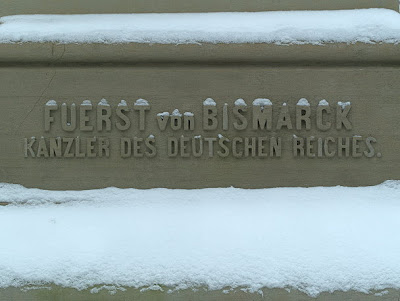 FUERST von BISMARCK
KANZLER DES DEUTSCHEN REICHES.